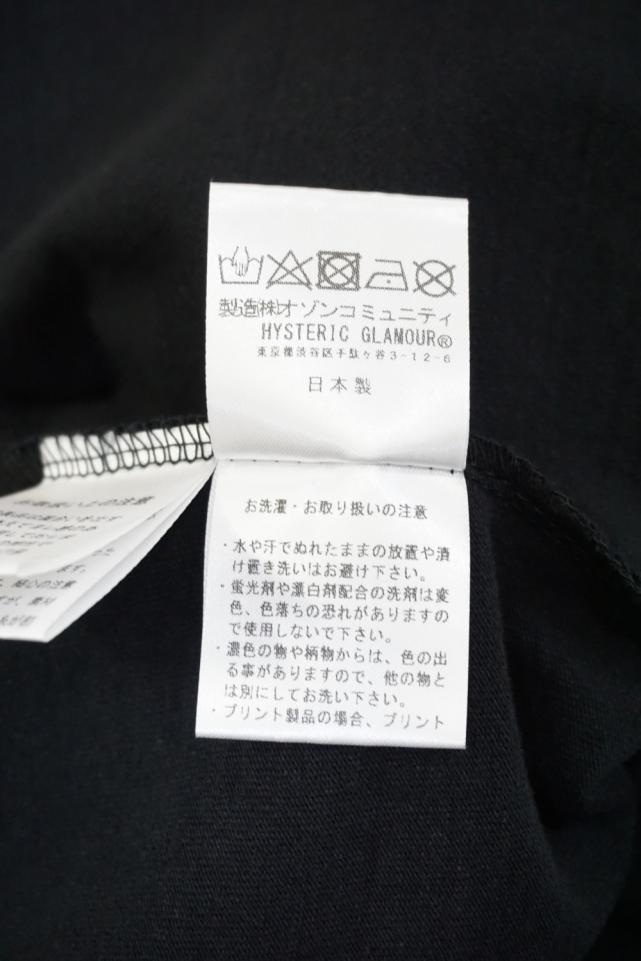 製造㈱オゾンコミュニティ
HYSTERIC GLAMOUR®
東京都渋谷区千駄ヶ谷3-12-6
日本製
お洗濯・お取り扱いの注意
・水や汗でぬれたままの放置や漬
け置き洗いはお避け下さい。
・蛍光剤や漂白剤配合の洗剤は変
色、色落ちの恐れがありますの
で使用しないで下さい。
・濃色の物や柄物からは、色の出
る事がありますので、他の物と
は別にしてお洗い下さい。
・プリント製品の場合、プリント
お取扱い上の注意